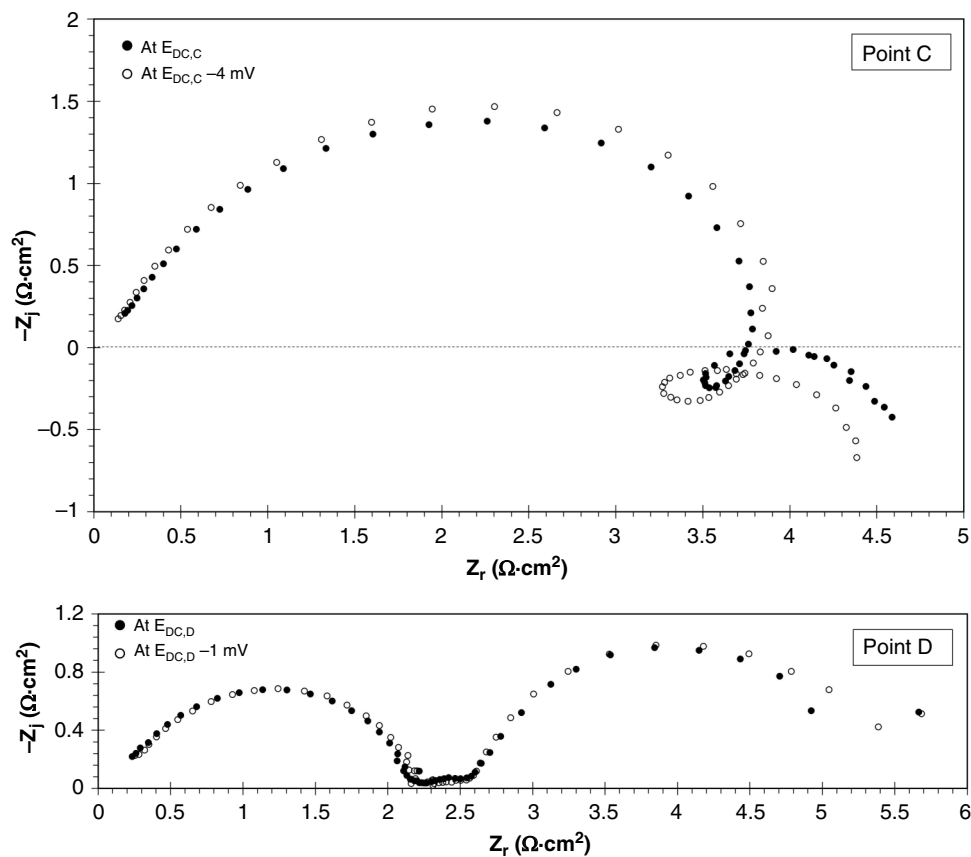 2
At E_DC,C
At E_DC,C –4 mV
Point C
1.5
1
0.5
0
–0.5
–1
–Z_j (Ω·cm²)
0 0.5 1 1.5 2 2.5 3 3.5 4 4.5 5
Z_r (Ω·cm²)
1.2
At E_DC,D
At E_DC,D –1 mV
Point D
0.8
0.4
0
–Z_j (Ω·cm²)
0 0.5 1 1.5 2 2.5 3 3.5 4 4.5 5 5.5 6
Z_r (Ω·cm²)